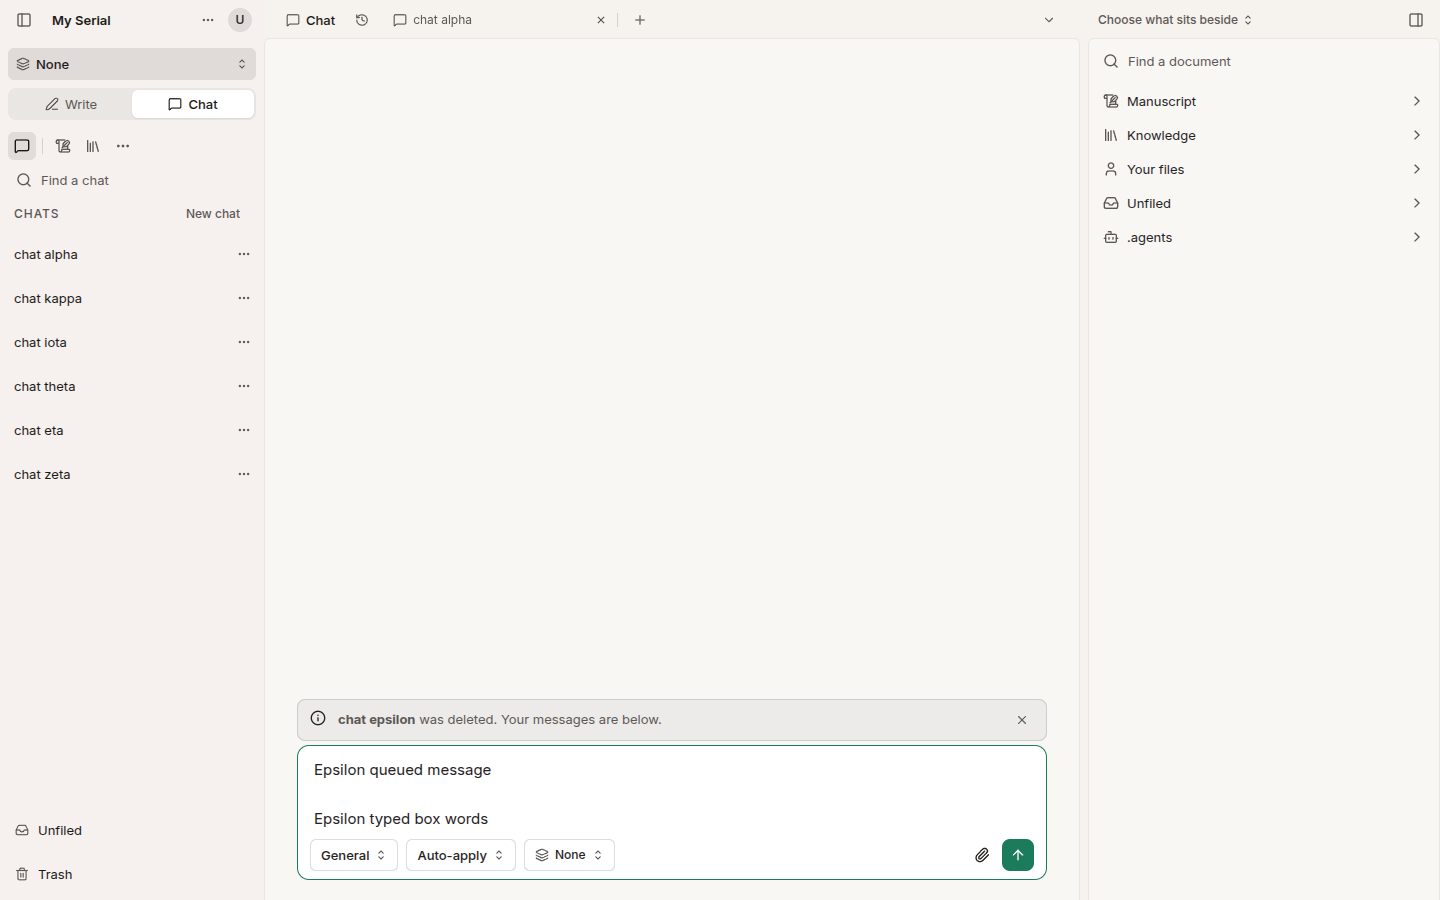 My Serial
U
None
Write
Chat
Find a chat
CHATS
New chat
chat alpha
chat kappa
chat iota
chat theta
chat eta
chat zeta
Unfiled
Trash
Chat
chat alpha
chat epsilon was deleted. Your messages are below.
Epsilon queued message
Epsilon typed box words
General
Auto-apply
None
Choose what sits beside
Find a document
Manuscript
Knowledge
Your files
Unfiled
.agents